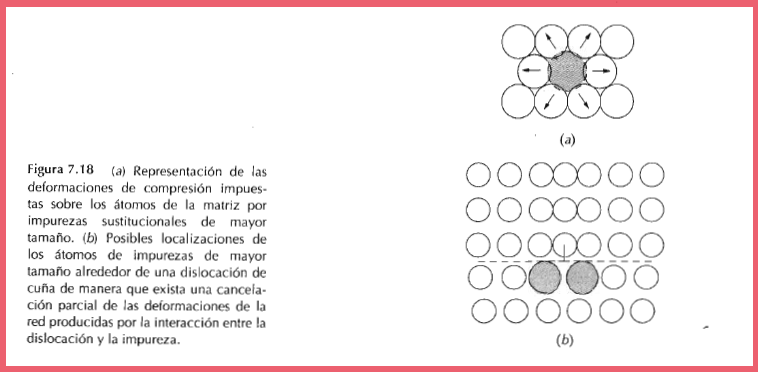 (a)
Figura 7.18 (a) Representación de las
deformaciones de compresión impues-
tas sobre los átomos de la matriz por
impurezas sustitucionales de mayor
tamaño. (b) Posibles localizaciones de
los átomos de impurezas de mayor
tamaño alrededor de una dislocación de
cuña de manera que exista una cancela-
ción parcial de las deformaciones de la
red producidas por la interacción entre la
dislocación y la impureza.
(b)